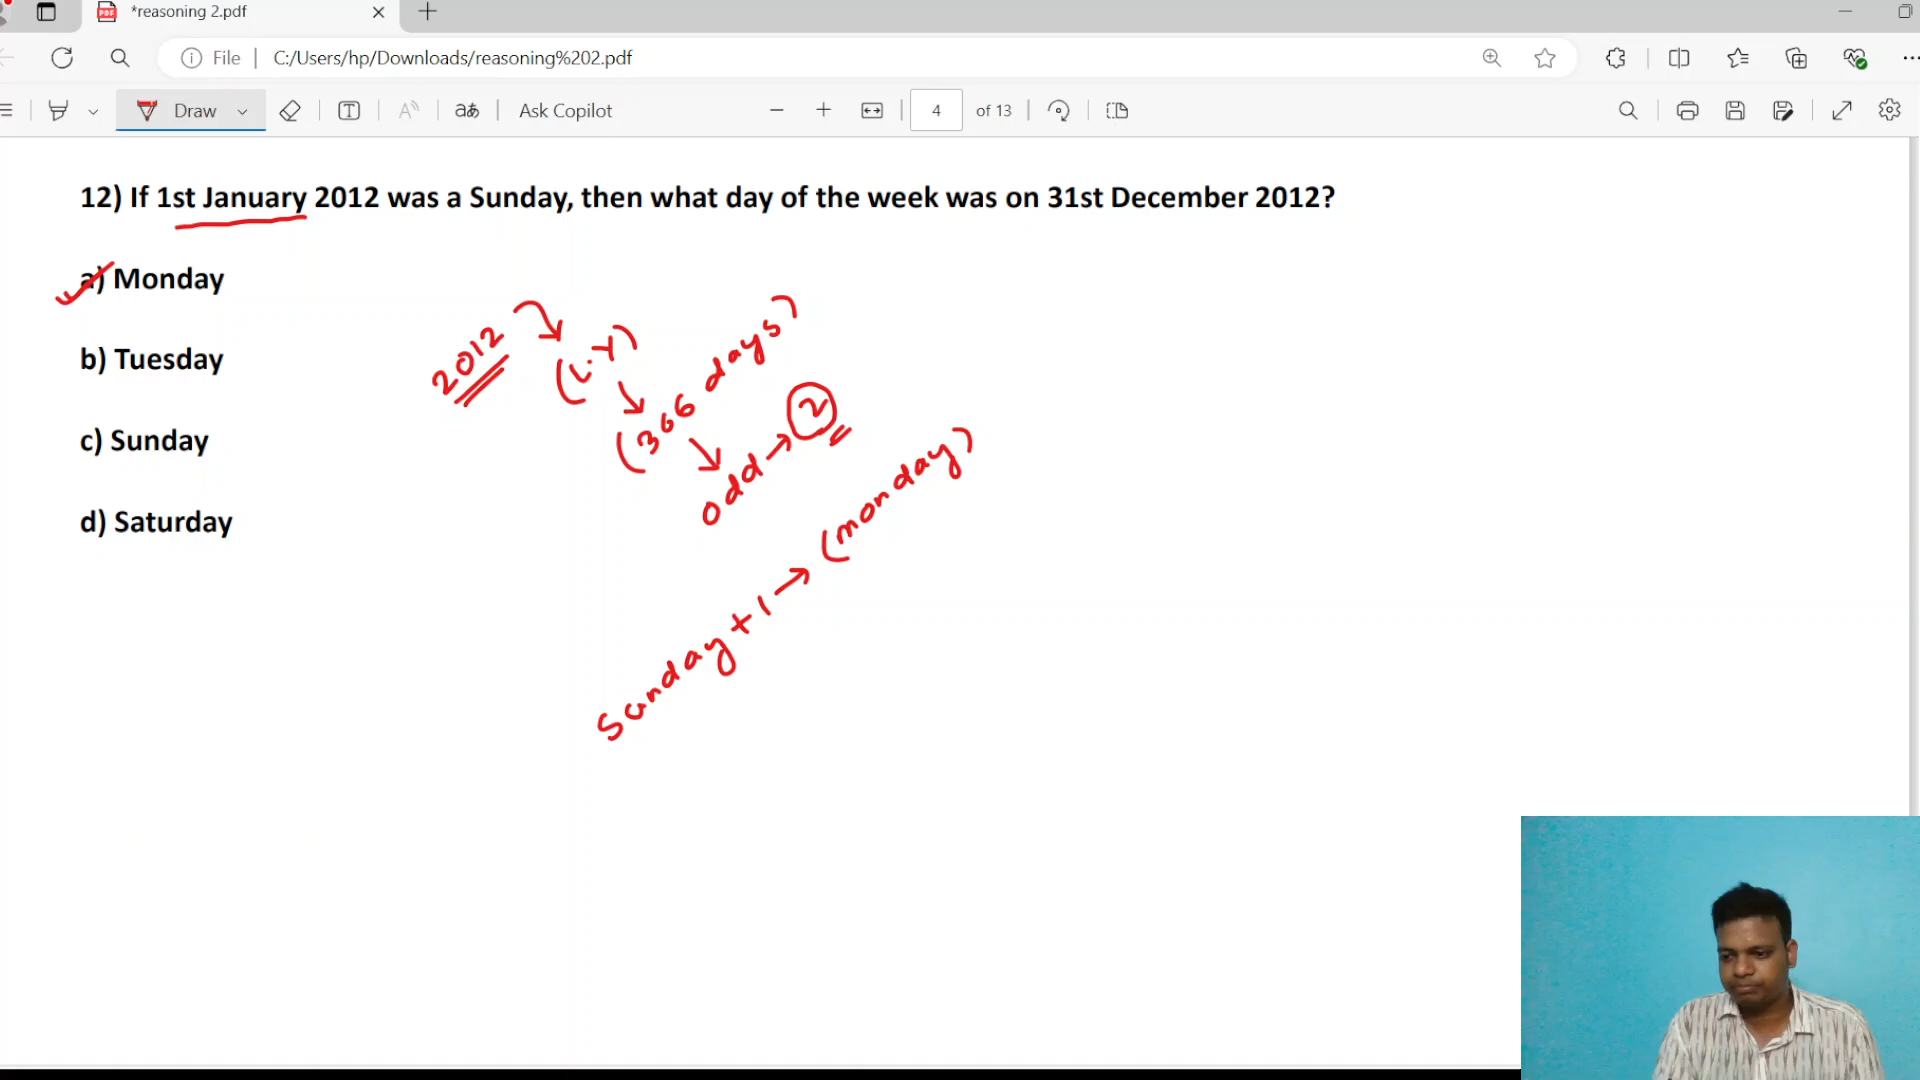 *reasoning 2.pdf
File | C:/Users/hp/Downloads/reasoning%202.pdf
Draw
T
A
aあ
Ask Copilot
4 of 13
12) If 1st January 2012 was a Sunday, then what day of the week was on 31st December 2012?
a) Monday
b) Tuesday
c) Sunday
d) Saturday
2012
(L.Y)
(366 days)
odd → 2
Sunday + 1 → (monday)